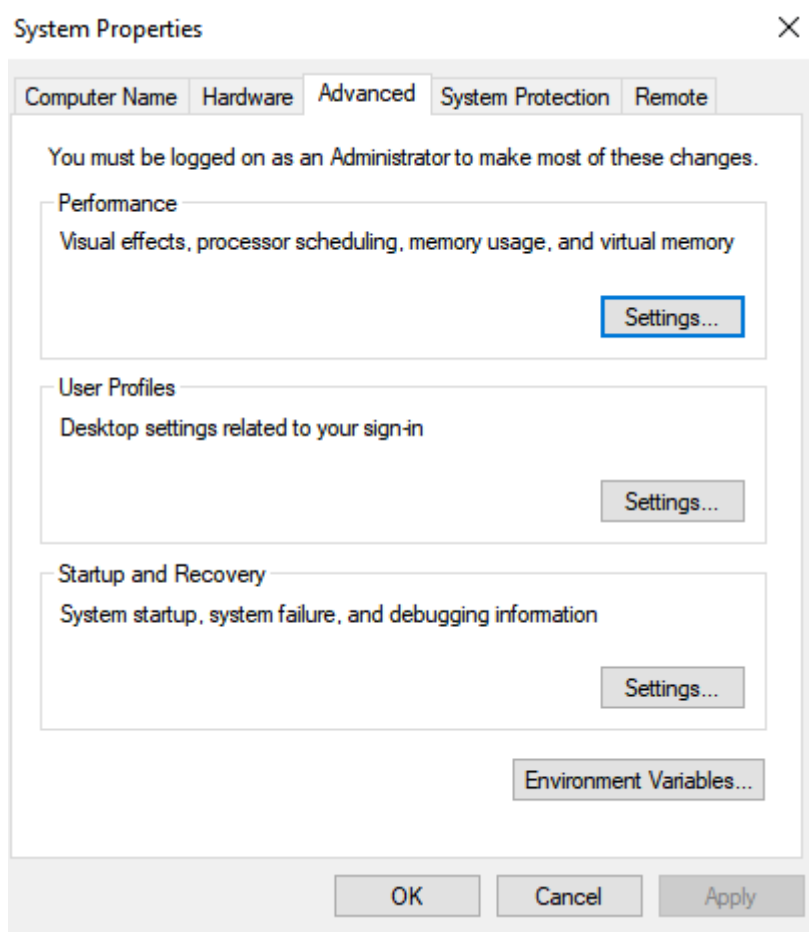 System Properties
Computer Name Hardware Advanced System Protection Remote
You must be logged on as an Administrator to make most of these changes.
Performance
Visual effects, processor scheduling, memory usage, and virtual memory
Settings...
User Profiles
Desktop settings related to your sign-in
Settings...
Startup and Recovery
System startup, system failure, and debugging information
Settings...
Environment Variables...
OK Cancel Apply